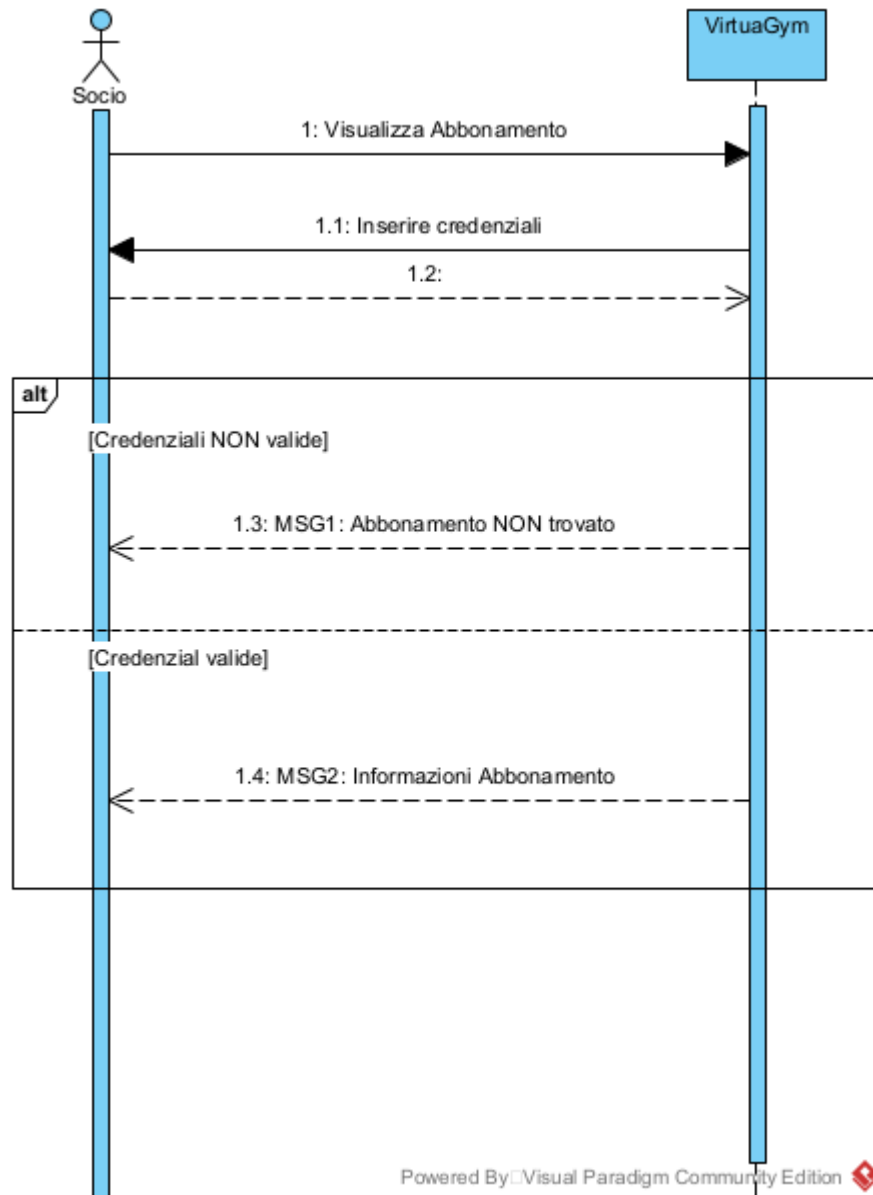 VirtuaGym
Socio
1: Visualizza Abbonamento
1.1: Inserire credenziali
1.2:
alt
[Credenziali NON valide]
1.3: MSG1: Abbonamento NON trovato
[Credenzial valide]
1.4: MSG2: Informazioni Abbonamento
Powered By Visual Paradigm Community Edition